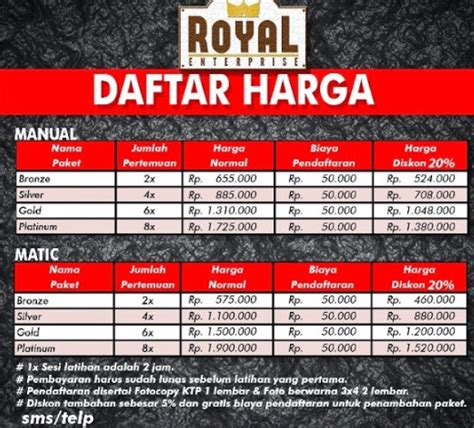 ROYAL
ENTERPRISE
DAFTAR HARGA
MANUAL
Nama Paket Jumlah Pertemuan Harga Normal Biaya Pendaftaran Harga Diskon 20%
Bronze 2x Rp. 655.000 Rp. 50.000 Rp. 524.000
Silver 4x Rp. 885.000 Rp. 50.000 Rp. 708.000
Gold 6x Rp. 1.310.000 Rp. 50.000 Rp. 1.048.000
Platinum 8x Rp. 1.725.000 Rp. 50.000 Rp. 1.380.000
MATIC
Nama Paket Jumlah Pertemuan Harga Normal Biaya Pendaftaran Harga Diskon 20%
Bronze 2x Rp. 575.000 Rp. 50.000 Rp. 460.000
Silver 4x Rp. 1.100.000 Rp. 50.000 Rp. 880.000
Gold 6x Rp. 1.500.000 Rp. 50.000 Rp. 1.200.000
Platinum 8x Rp. 1.900.000 Rp. 50.000 Rp. 1.520.000
# 1x Sesi latihan adalah 2 jam.
# Pembayaran harus sudah lunas sebelum latihan yang pertama.
# Pendaftaran disertai Fotocopy KTP 1 lembar & Foto berwarna 3x4 2 lembar.
# Diskon tambahan sebesar 5% dan gratis biaya pendaftaran untuk penambahan paket.
sms/telp